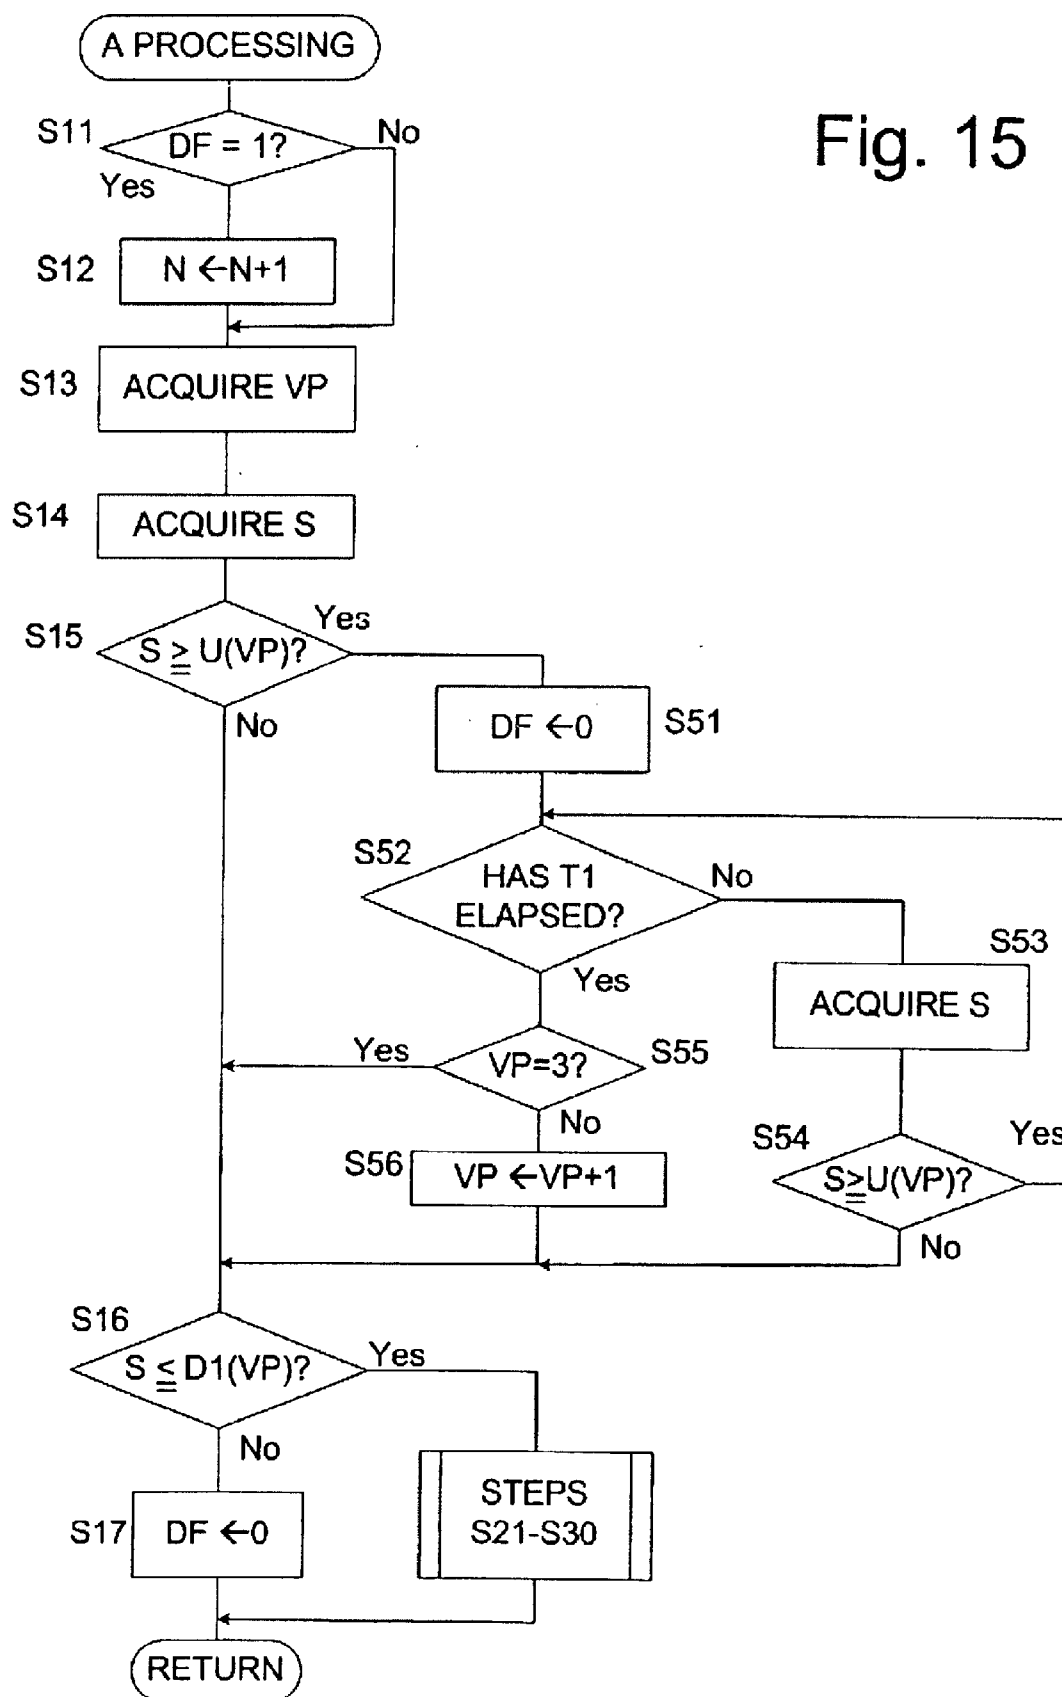 A PROCESSING
Fig. 15
S11
DF = 1?
No
Yes
S12
N ←N+1
S13
ACQUIRE VP
S14
ACQUIRE S
S15
S ≧ U(VP)?
Yes
No
DF ←0
S51
S52
HAS T1
ELAPSED?
No
Yes
S53
ACQUIRE S
Yes
VP=3?
S55
No
S54
Yes
S≧U(VP)?
No
S56
VP ←VP+1
S16
S ≦ D1(VP)?
Yes
No
STEPS
S21-S30
S17
DF ←0
RETURN